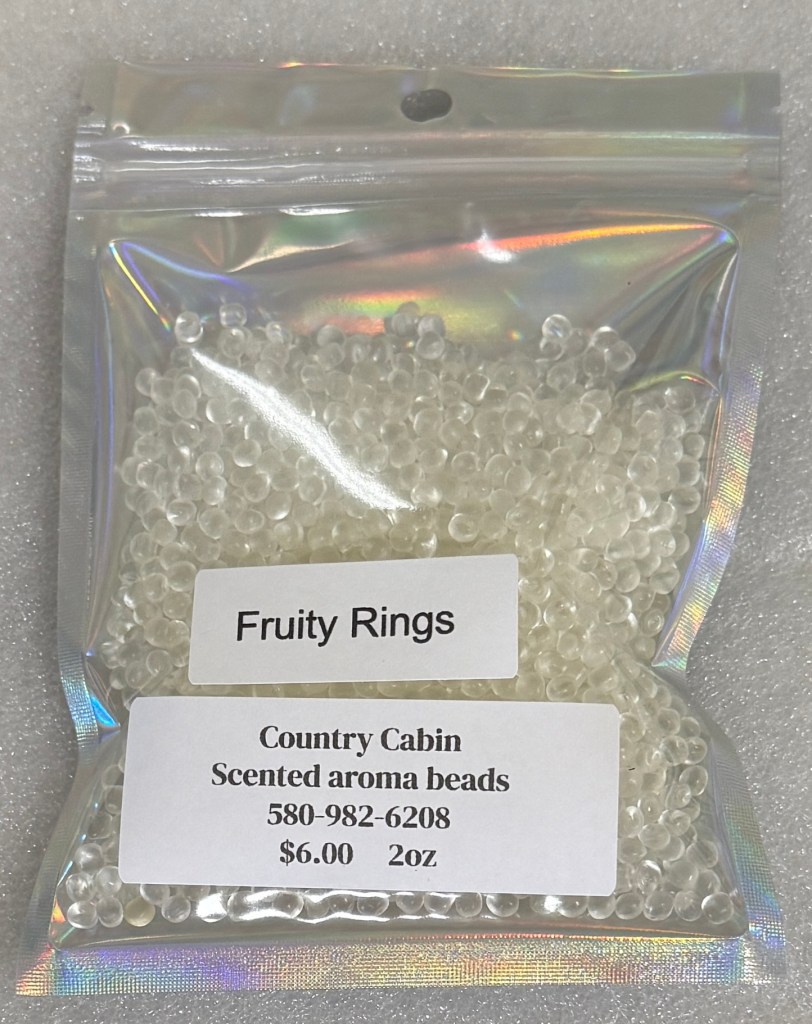 Fruity Rings
Country Cabin
Scented aroma beads
580-982-6208
$6.00 2oz